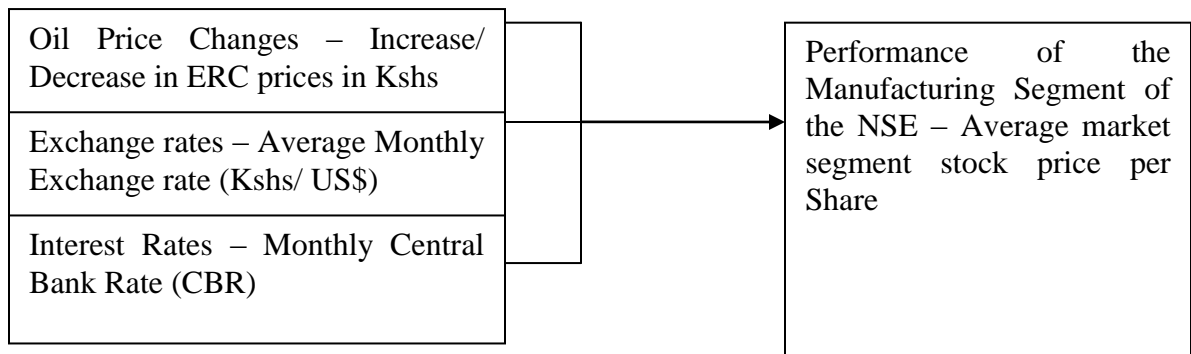 Oil Price Changes – Increase/
Decrease in ERC prices in Kshs
Exchange rates – Average Monthly
Exchange rate (Kshs/ US$)
Interest Rates – Monthly Central
Bank Rate (CBR)
Performance of the
Manufacturing Segment of
the NSE – Average market
segment stock price per
Share